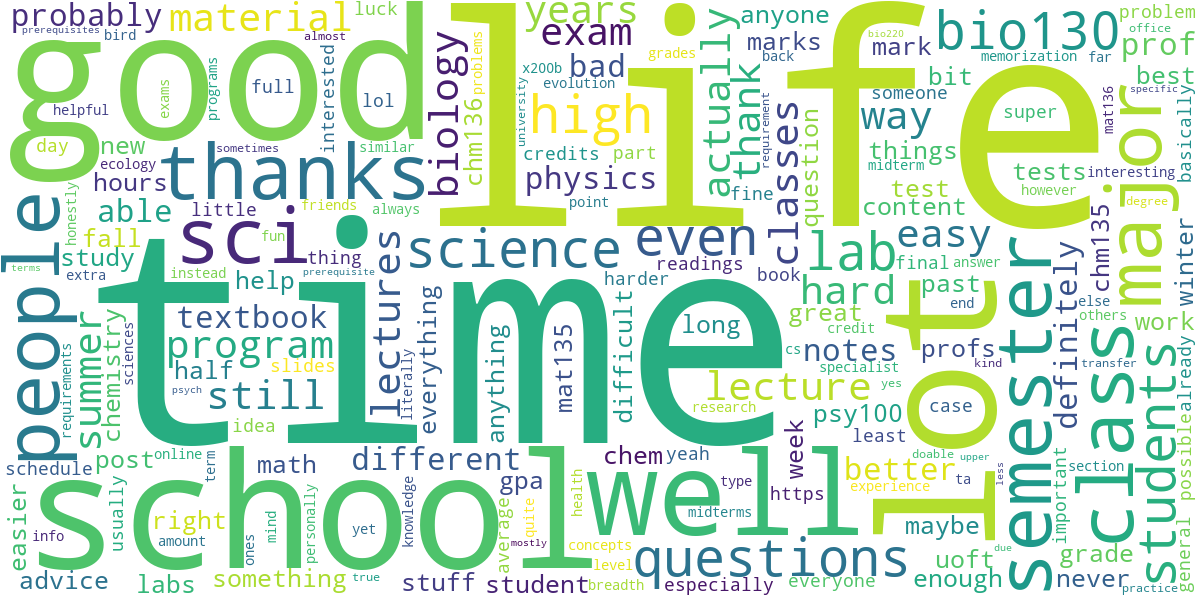 probably
prerequisites
bird
material
luck
almost
years
exam
anyone
bio130
problem
office
prof
good
life
helpful
exams
programs
full
lol
interested
biology
chm136
problems
x200b
evolution
bad
grades
marks
back
mark
bio220
bit
memorization
far
best
specific
university
high
actually
thank
requirement
classes
someone
way
super
mat136
major
basically
day
new
ecology
hours
sometimes
similar
thanks
credits
part
physics
fine
question
things
midterm
test
tests
however
content
interesting
degree
people
honestly
able
little
friends
always
point
fall
sci
fun
science
even
lab
easy
chm135
winter
study
thing
terms
extra
instead
prerequisite
help
lectures
readings
book
harder
final
answer
past
definitely
else
others
already
time
lot
semester
class
students
summer
chemistry
sciences
requirements
textbook
program
half
psych
still
literally
everything
anything
mat135
difficult
long
slides
hard
great
credit
cs
notes
end
profs
kind
specialist
yes
work
transfer
lecture
research
psy100
case
idea
schedule
post
online
term
math
different
chem
yeah
week
least
doable
upper
less
possible
general
school
well
questions
gpa
type
https
midterms
better
experience
ta
section
important
easier
info
usually
right
amount
ones
mind
personally
yet
knowledge
average
quite
mostly
health
concepts
level
maybe
uoft
due
grade
advice
labs
something
true
stuff
student
breadth
especially
everyone
enough
never
practice